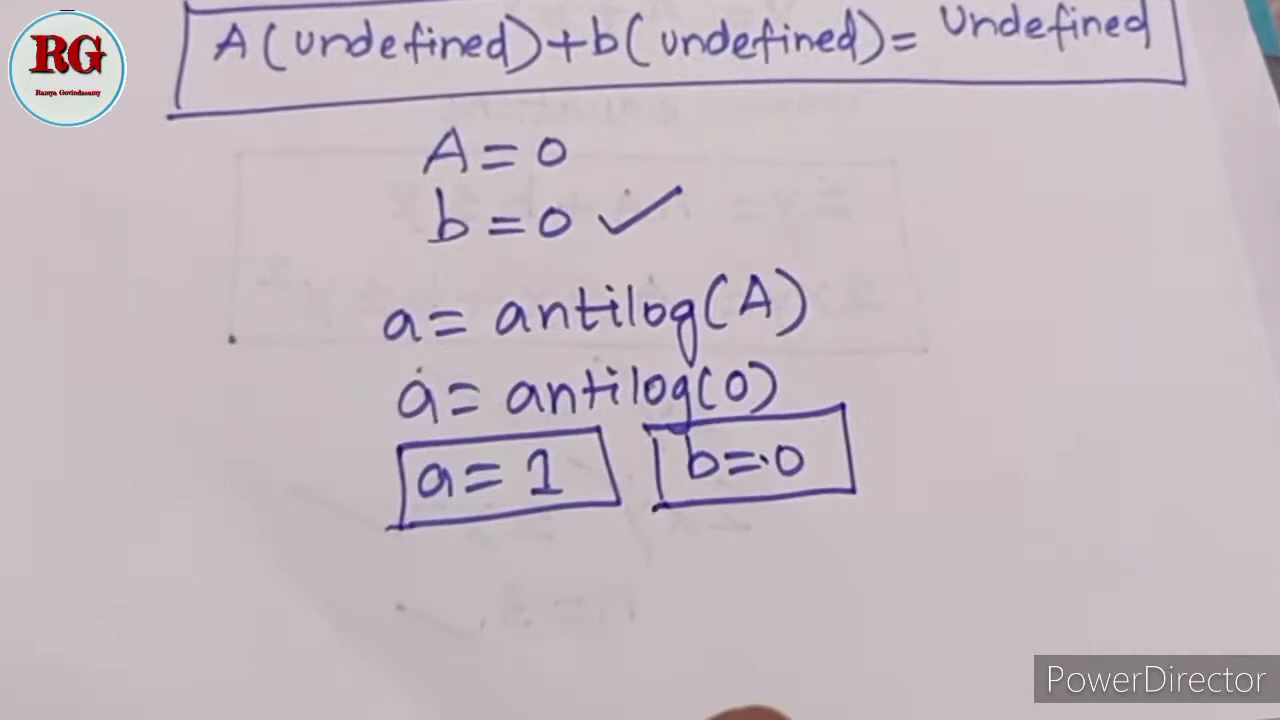 RG
Ramya Govindasamy
A(undefined)+b(undefined)= Undefined
A=0
b=0 ✓
a= antilog(A)
a= antilog(0)
a= 1
b=0
PowerDirector